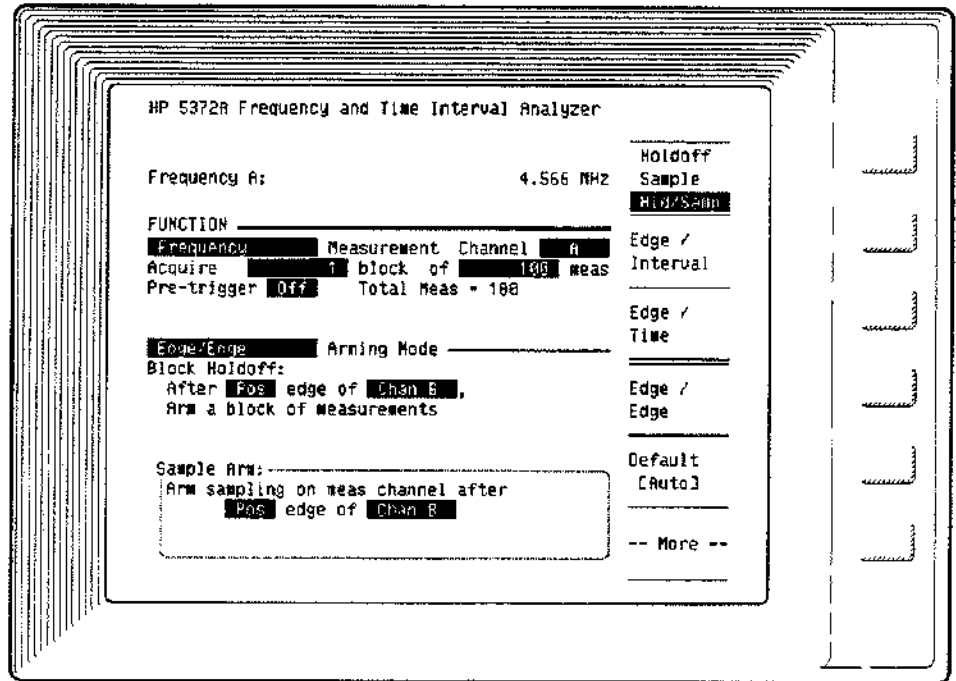 HP 5372A Frequency and Time Interval Analyzer
Frequency A: 4.566 MHz
FUNCTION
Frequency Measurement Channel A
Acquire 1 block of 100 meas
Pre-trigger Off Total Meas = 100
Edge/Edge Arming Mode
Block Holdoff:
After Pos edge of Chan B,
Arm a block of measurements
Sample Arm:
Arm sampling on meas channel after
Pos edge of Chan B
Holdoff
Sample
Hld/Samp
Edge /
Interval
Edge /
Time
Edge /
Edge
Default
[Auto]
-- More --